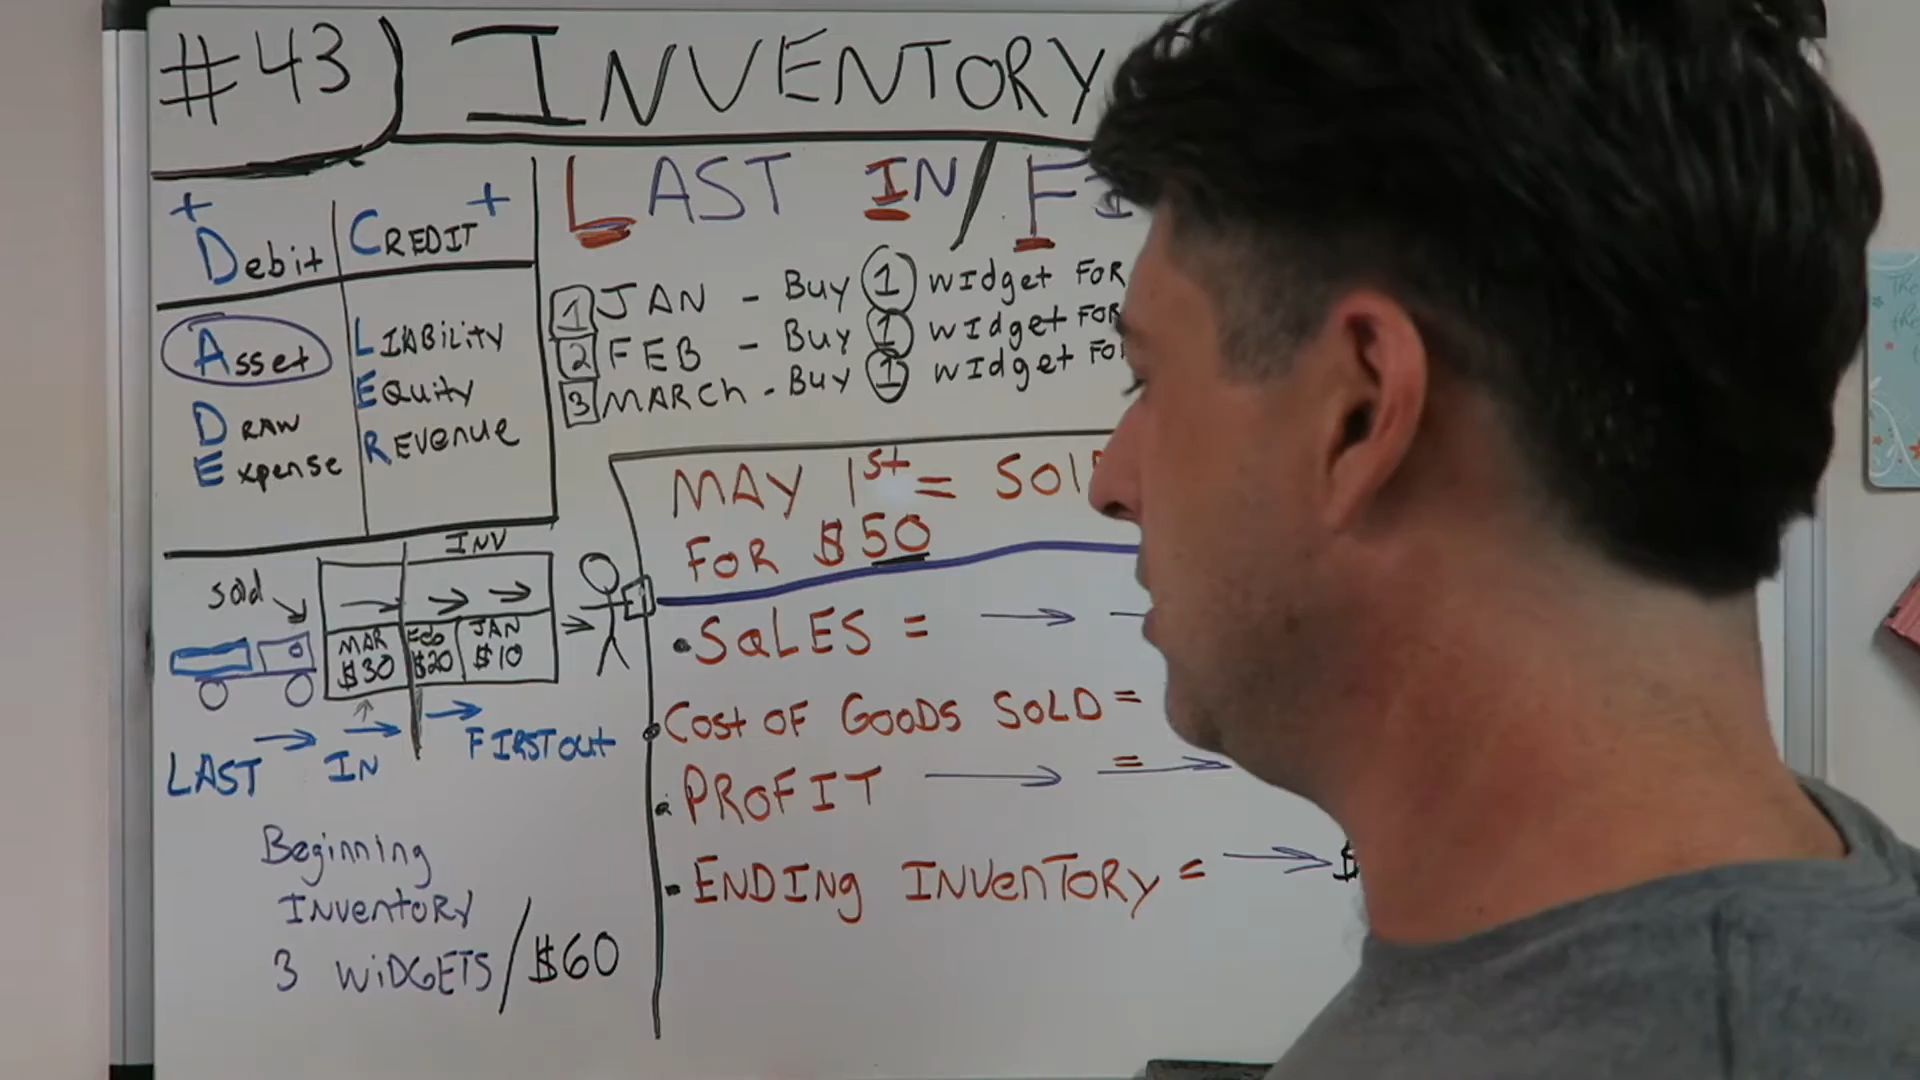 #43) INVENTORY
+ Debit CREDIT +
Asset LIABILITY
EQuity
DRAW REVENUE
Expense
LAST IN/
1 JAN - Buy 1 WIdget FOR
2 FEB - Buy 1 WIdget FOR
3 MARCH - Buy 1 WIdget
INV
Sold
MAR Feb JAN
$30 $20 $10
LAST IN FIRST Out
Beginning
INVentORY
3 WiDGETS/$60
MAY 1st =
FOR $50
SALES =
Cost OF GOODS SOLD =
PROFIT =
ENDINg INVenTORy = $